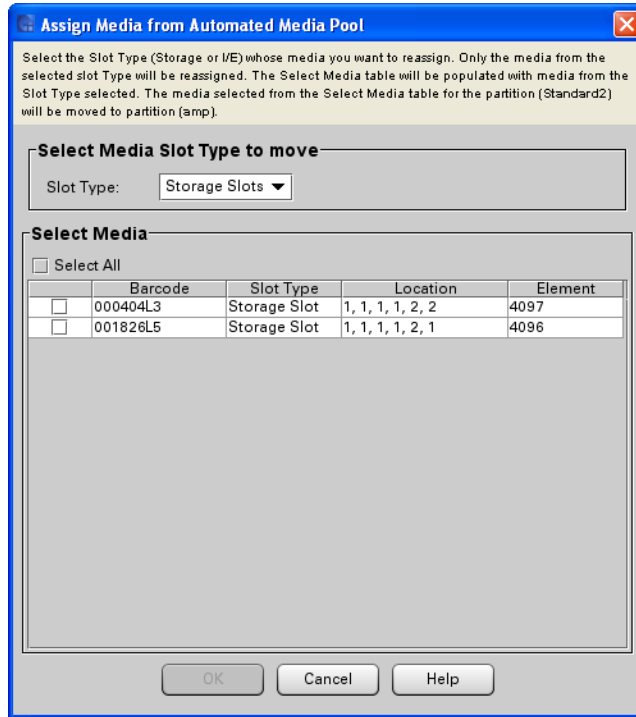 Assign Media from Automated Media Pool
Select the Slot Type (Storage or I/E) whose media you want to reassign. Only the media from the
selected slot Type will be reassigned. The Select Media table will be populated with media from the
Slot Type selected. The media selected from the Select Media table for the partition (Standard2)
will be moved to partition (amp).
Select Media Slot Type to move
Slot Type: Storage Slots
Select Media
Select All
Barcode Slot Type Location Element
000404L3 Storage Slot 1, 1, 1, 1, 2, 2 4097
001826L5 Storage Slot 1, 1, 1, 1, 2, 1 4096
OK Cancel Help